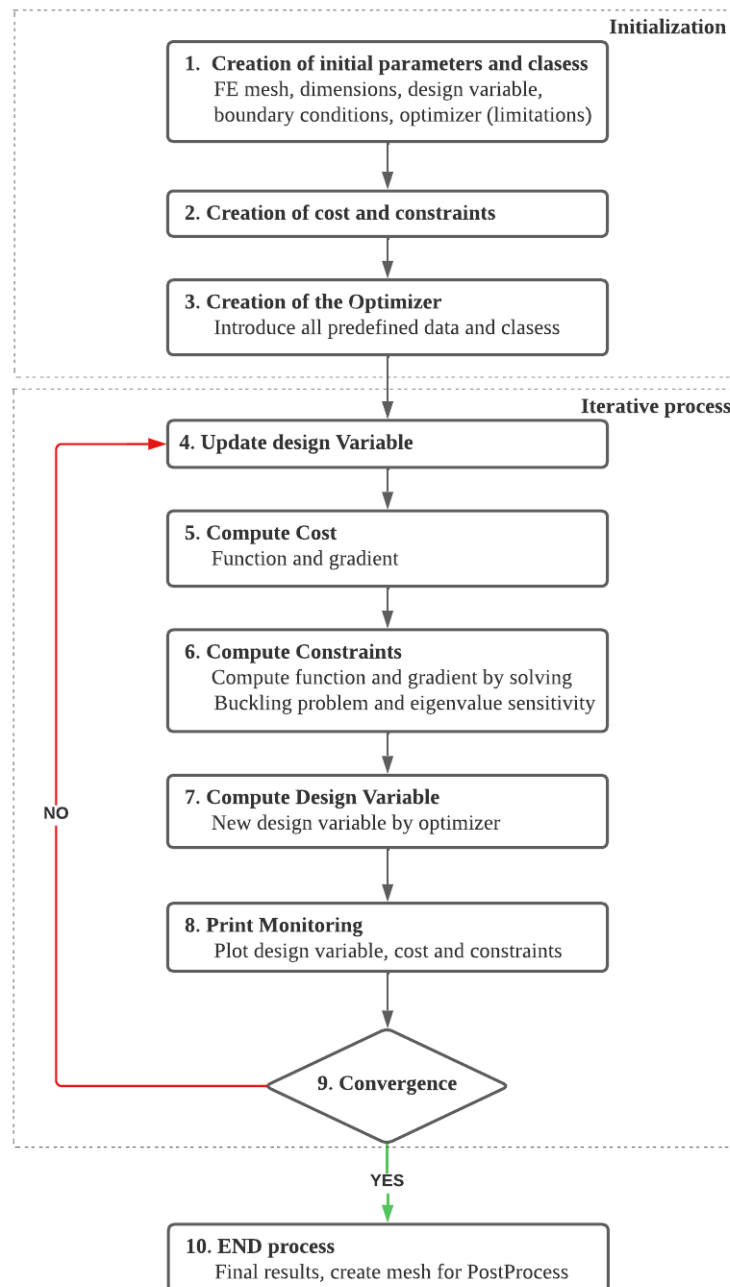 Initialization
1. Creation of initial parameters and clasess
FE mesh, dimensions, design variable,
boundary conditions, optimizer (limitations)
2. Creation of cost and constraints
3. Creation of the Optimizer
Introduce all predefined data and clasess
Iterative process
4. Update design Variable
5. Compute Cost
Function and gradient
6. Compute Constraints
Compute function and gradient by solving
Buckling problem and eigenvalue sensitivity
7. Compute Design Variable
New design variable by optimizer
NO
8. Print Monitoring
Plot design variable, cost and constraints
9. Convergence
YES
10. END process
Final results, create mesh for PostProcess